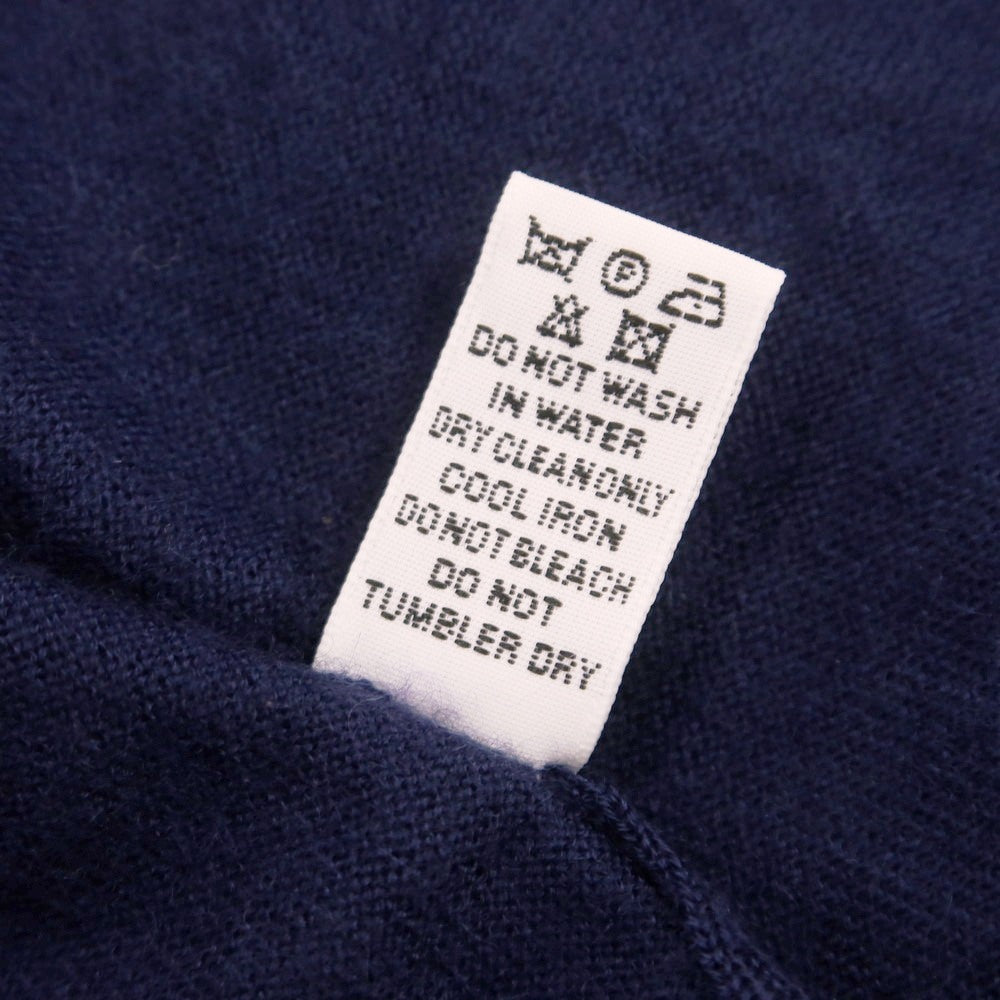 P
DO NOT WASH
IN WATER
DRY CLEAN ONLY
COOL IRON
DO NOT BLEACH
DO NOT
TUMBLER DRY